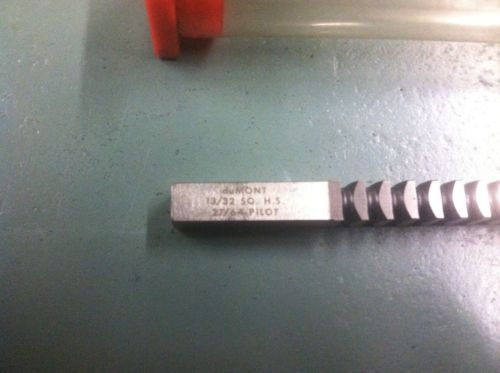 duMONT
13/32 SQ. H.S.
27/64 PILOT